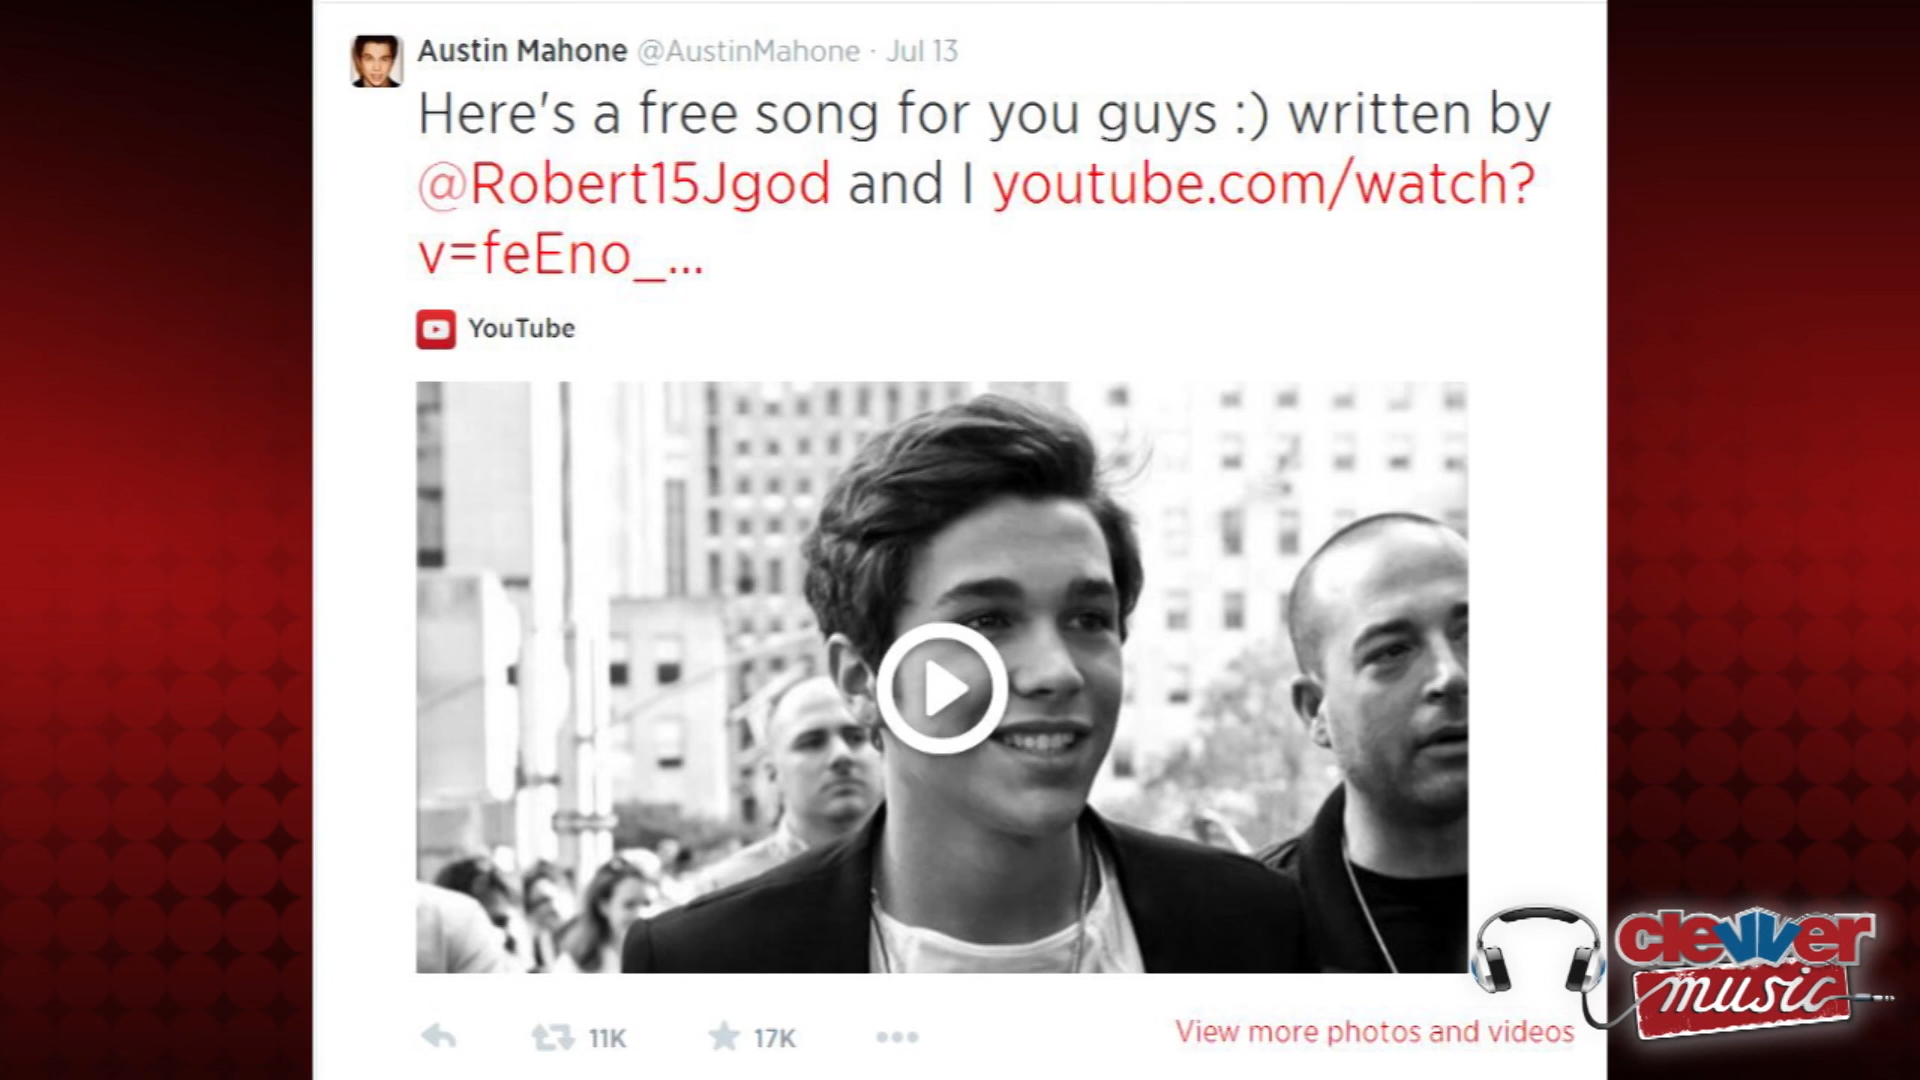 Austin Mahone @AustinMahone · Jul 13
Here's a free song for you guys :) written by
@Robert15Jgod and I youtube.com/watch?
v=feEno_...
YouTube
11K 17K View more photos and videos
clevver
music